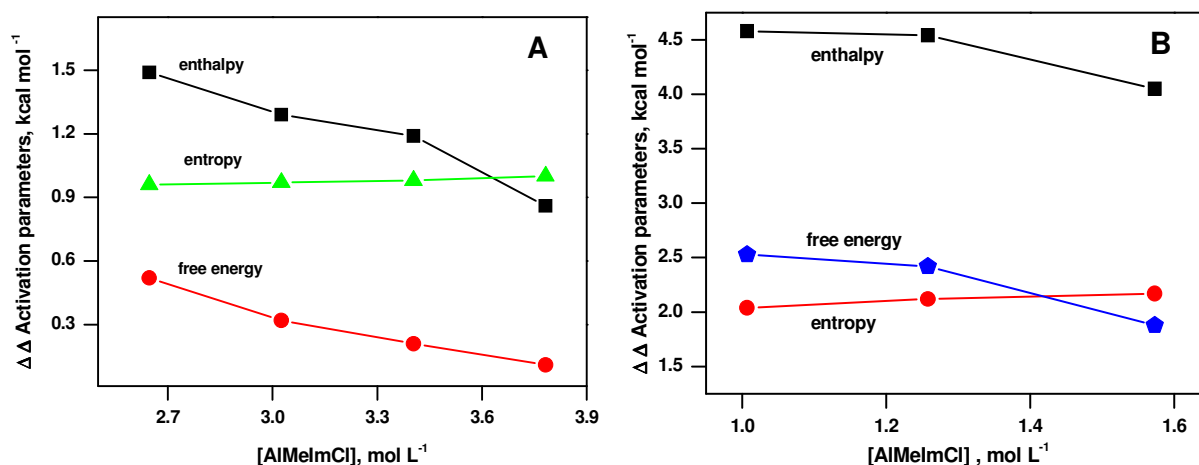 A
Δ Δ Activation parameters, kcal mol⁻¹
1.5
1.2
0.9
0.6
0.3
enthalpy
entropy
free energy
2.7 3.0 3.3 3.6 3.9
[AlMeImCl], mol L⁻¹
B
Δ Δ Activation parameters, kcal mol⁻¹
4.5
4.0
3.5
3.0
2.5
2.0
1.5
enthalpy
free energy
entropy
1.0 1.2 1.4 1.6
[AlMeImCl] , mol L⁻¹